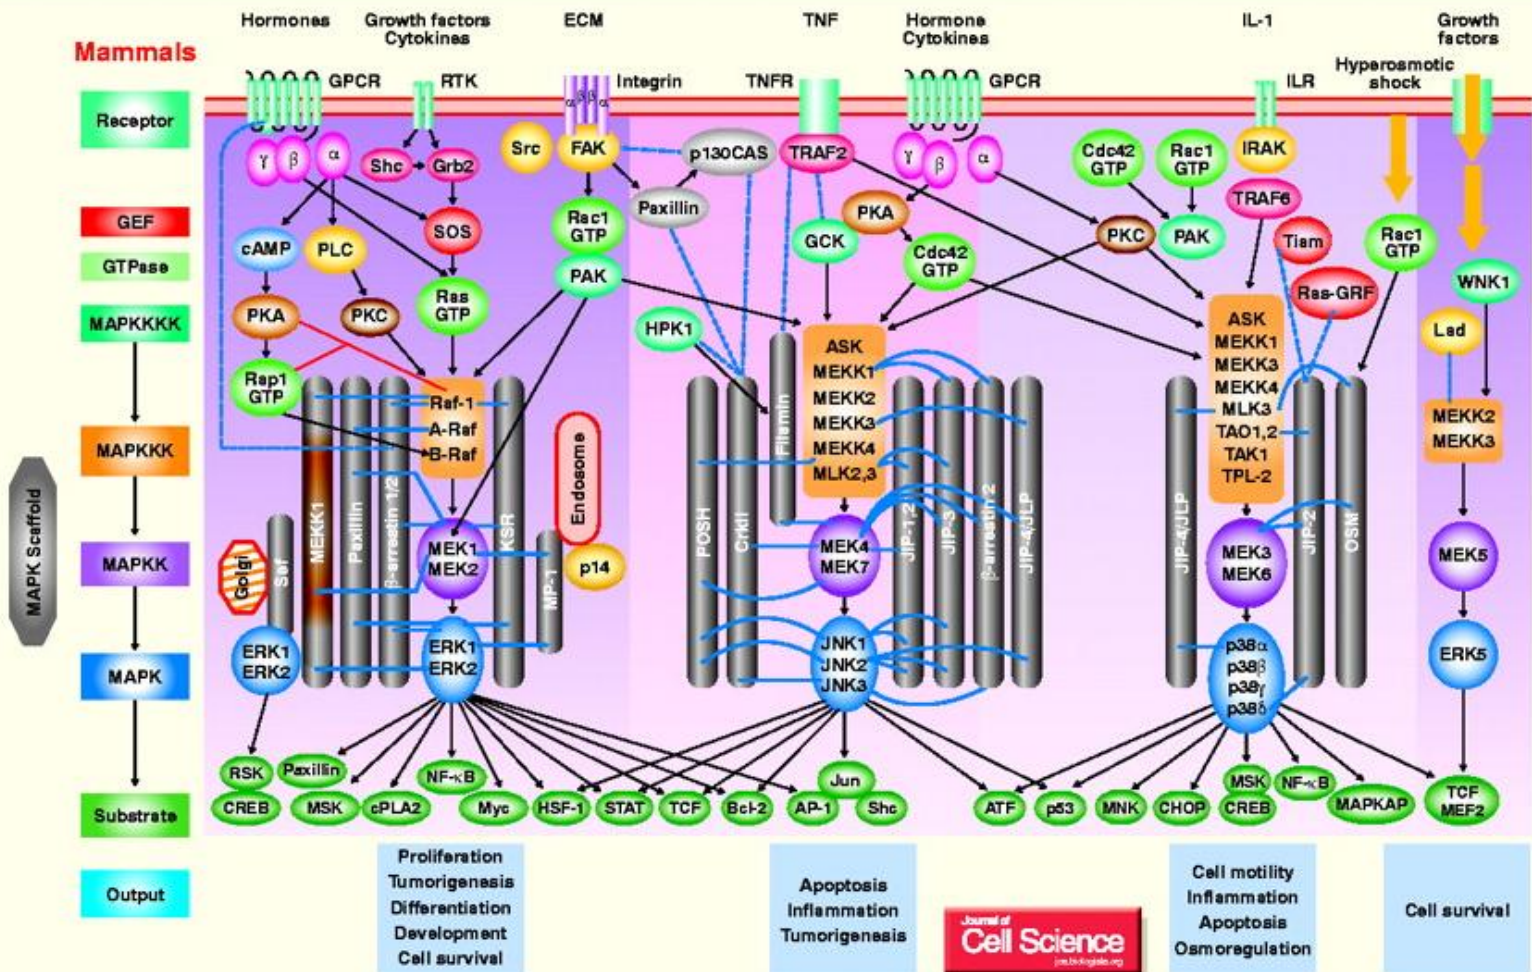 Hormones
Growth factors
Cytokines
ECM
TNF
Hormone
Cytokines
IL-1
Growth
factors
Mammals
GPCR
RTK
Integrin
TNFR
GPCR
ILR
Hyperosmotic
shock
α β β α
Receptor
γ
β
α
Shc
Grb2
Src
FAK
p130CAS
TRAF2
γ
β
α
Cdc42
GTP
Rac1
GTP
IRAK
Paxillin
TRAF6
GEF
SOS
Rac1
GTP
PKA
PKC
PAK
Tiam
Rac1
GTP
cAMP
PLC
GCK
Cdc42
GTP
GTPase
PAK
Ras-GRF
WNK1
Ras
GTP
MAPKKKK
PKA
PKC
HPK1
Lad
ASK
MEKK1
MEKK2
MEKK3
MEKK4
MLK2,3
ASK
MEKK1
MEKK3
MEKK4
MLK3
TAO1,2
TAK1
TPL-2
Rap1
GTP
Raf-1
A-Raf
B-Raf
MEKK2
MEKK3
MAPKKK
Filamin
Endosome
MAPK Scaffold
Golgi
Sef
MEKK1
Paxillin
β-arrestin 1/2
KSR
MP-1
p14
POSH
CrkII
JIP-1,2
JIP-3
β-arrestin 2
JIP-4/JLP
JIP-4/JLP
JIP-2
OSM
MAPKK
MEK1
MEK2
MEK4
MEK7
MEK3
MEK6
MEK5
MAPK
ERK1
ERK2
ERK1
ERK2
JNK1
JNK2
JNK3
p38α
p38β
p38γ
p38δ
ERK5
RSK
Paxillin
NF-κB
Jun
MSK
NF-κB
Substrate
CREB
MSK
cPLA2
Myc
HSF-1
STAT
TCF
Bcl-2
AP-1
Shc
ATF
p53
MNK
CHOP
CREB
MAPKAP
TCF
MEF2
Output
Proliferation
Tumorigenesis
Differentiation
Development
Cell survival
Apoptosis
Inflammation
Tumorigenesis
Journal of
Cell Science
jcs.biologists.org
Cell motility
Inflammation
Apoptosis
Osmoregulation
Cell survival